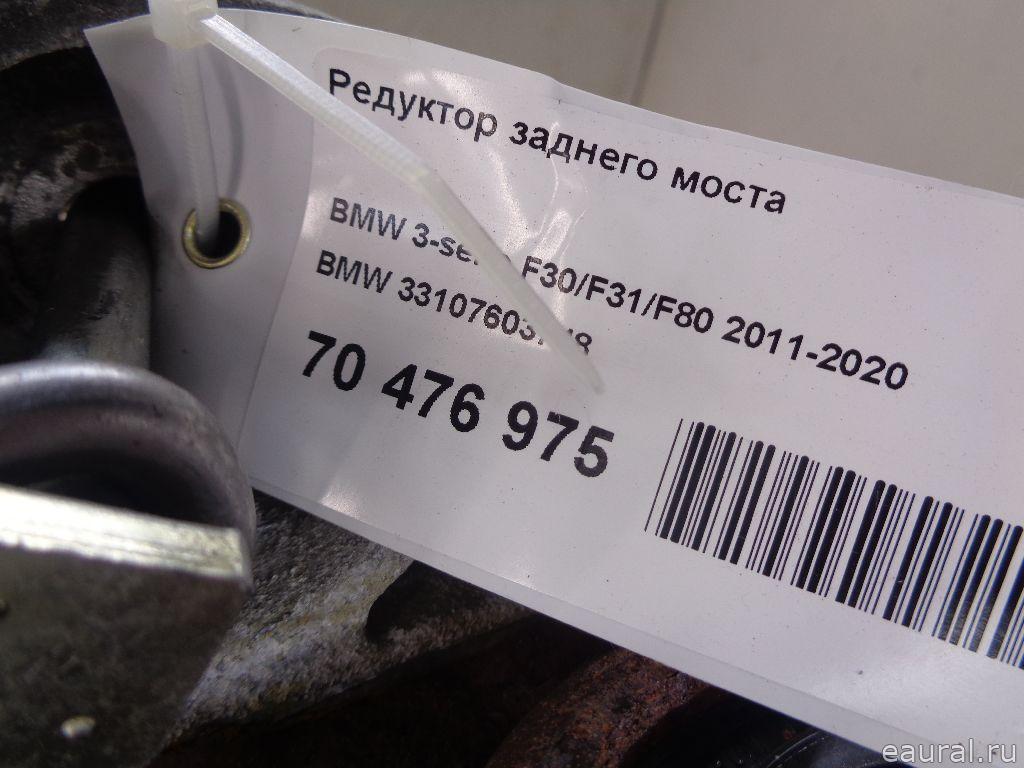 Редуктор заднего моста
BMW F30/F31/F80 2011-2020
BMW
70 476 975
eaural.ru